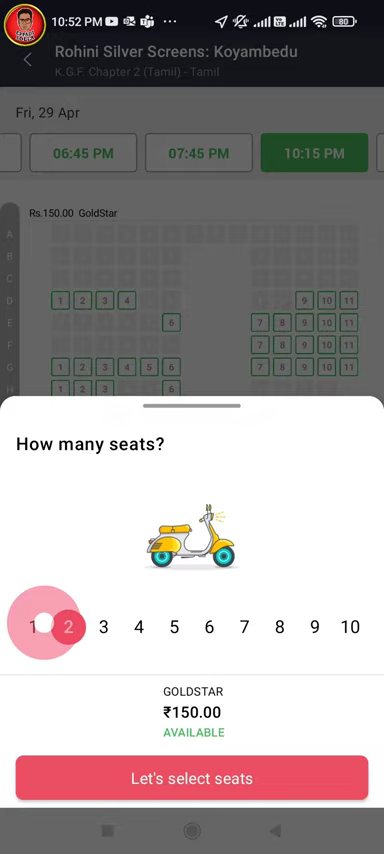 10:52 PM ... 80
Rohini Silver Screens: Koyambedu
K.G.F. Chapter 2 (Tamil) - Tamil
Fri, 29 Apr
06:45 PM 07:45 PM 10:15 PM
Rs.150.00 GoldStar
A
B
C
D 1 2 3 4 9 10 11
E 6 7 8 9 10 11
F 7 8 9 10 11
G 1 2 3 4 5 6 7 8 9 10 11
H 1 2 3 6
How many seats?
1 2 3 4 5 6 7 8 9 10
GOLDSTAR
₹150.00
AVAILABLE
Let's select seats